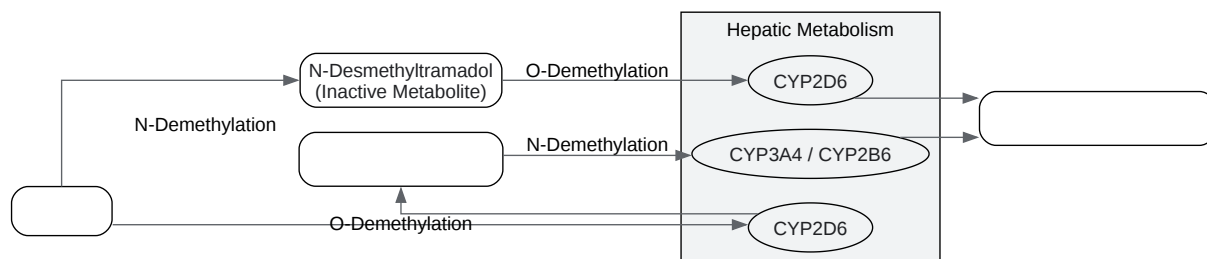 Hepatic Metabolism
N-Desmethyltramadol
(Inactive Metabolite)
O-Demethylation
CYP2D6
N-Demethylation
N-Demethylation
CYP3A4 / CYP2B6
O-Demethylation
CYP2D6